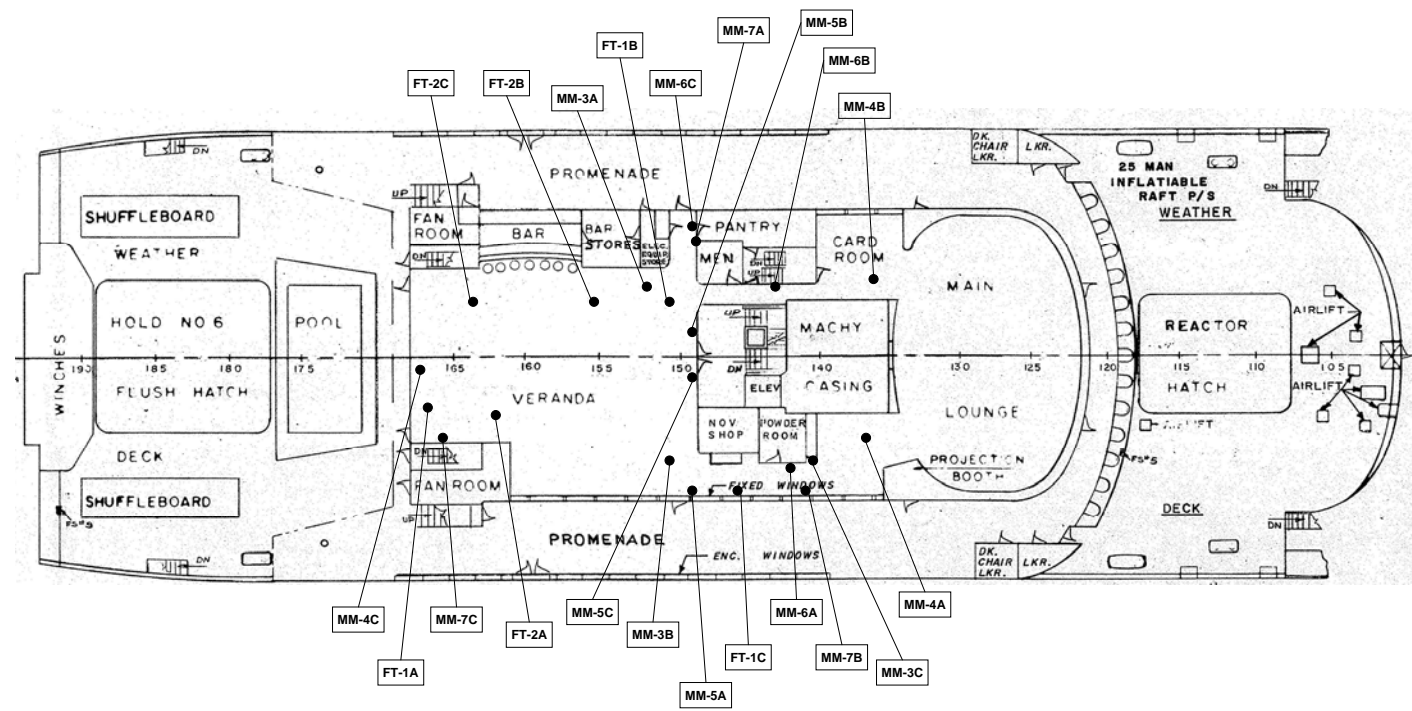 MM-5B
MM-7A
FT-1B
MM-6B
MM-6C
FT-2C
FT-2B
MM-3A
MM-4B
DN
DK.
CHAIR
LKR.
LKR.
25 MAN
INFLATIABLE
RAFT P/S
WEATHER
PROMENADE
UP
DN
SHUFFLEBOARD
WEATHER
FAN
ROOM
BAR
BAR
STORES
ELEC.
EQUIP.
STORE
PANTRY
MEN
DN
UP
CARD
ROOM
DN
MAIN
HOLD NO 6
POOL
UP
MACHY
REACTOR
AIRLIFT
WINCHES
190
185
180
175
165
160
155
150
140
130
125
120
115
110
105
DN
FLUSH HATCH
VERANDA
ELEV
CASING
LOUNGE
HATCH
AIRLIFT
AIRLIFT
NOV.
SHOP
POWDER
ROOM
DECK
DN
FAN ROOM
PROJECTION
BOOTH
FS#5
SHUFFLEBOARD
FIXED WINDOWS
FS#9
UP
DECK
DN
PROMENADE
ENC. WINDOWS
DN
DK.
CHAIR
LKR.
LKR.
MM-4C
MM-7C
FT-2A
MM-5C
MM-3B
MM-6A
MM-4A
FT-1A
FT-1C
MM-7B
MM-3C
MM-5A